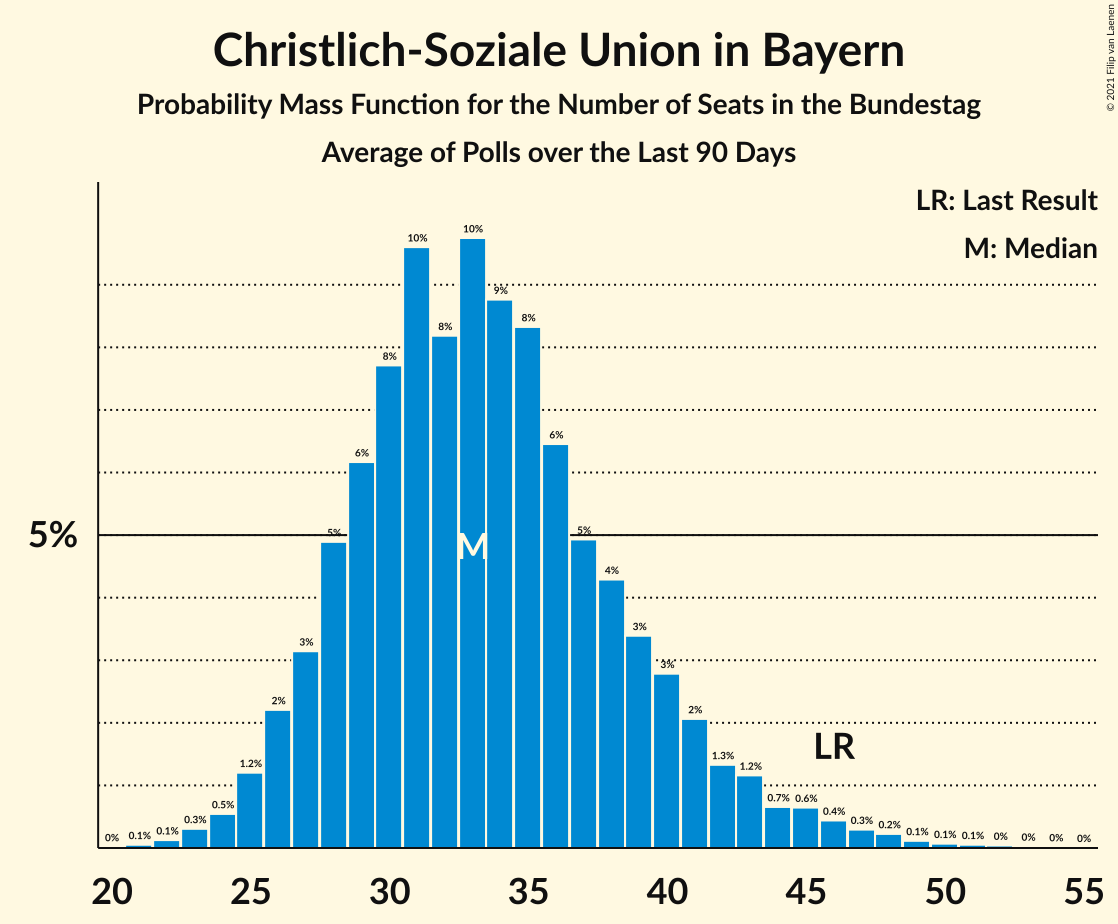 Christlich-Soziale Union in Bayern
Probability Mass Function for the Number of Seats in the Bundestag
Average of Polls over the Last 90 Days
© 2021 Filip van Laenen
LR: Last Result
M: Median
5%
0% 0.1% 0.1% 0.3% 0.5% 1.2% 2% 3% 5% 6% 8% 10% 8% 10% 9% 8% 6% 5% 4% 3% 3% 2% 1.3% 1.2% 0.7% 0.6% 0.4% 0.3% 0.2% 0.1% 0.1% 0.1% 0% 0% 0% 0%
M
LR
20 25 30 35 40 45 50 55